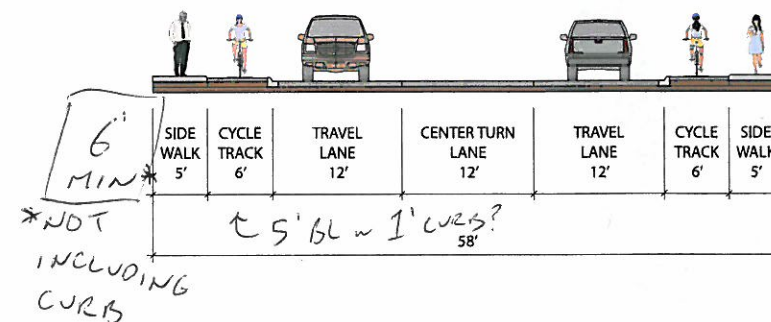 SIDE WALK 5'
CYCLE TRACK 6'
TRAVEL LANE 12'
CENTER TURN LANE 12'
TRAVEL LANE 12'
CYCLE TRACK 6'
SIDE WALK 5'
6"
MIN*
*NOT
INCLUDING
CURB
5' BL w 1' CURB?
58'